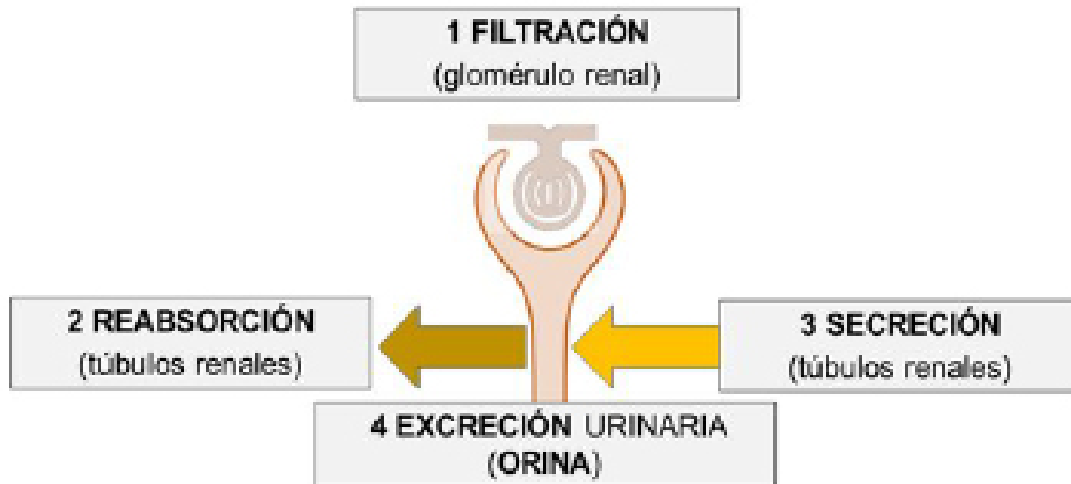 1 FILTRACIÓN
(glomérulo renal)
2 REABSORCIÓN
(túbulos renales)
3 SECRECIÓN
(túbulos renales)
4 EXCRECIÓN URINARIA
(ORINA)